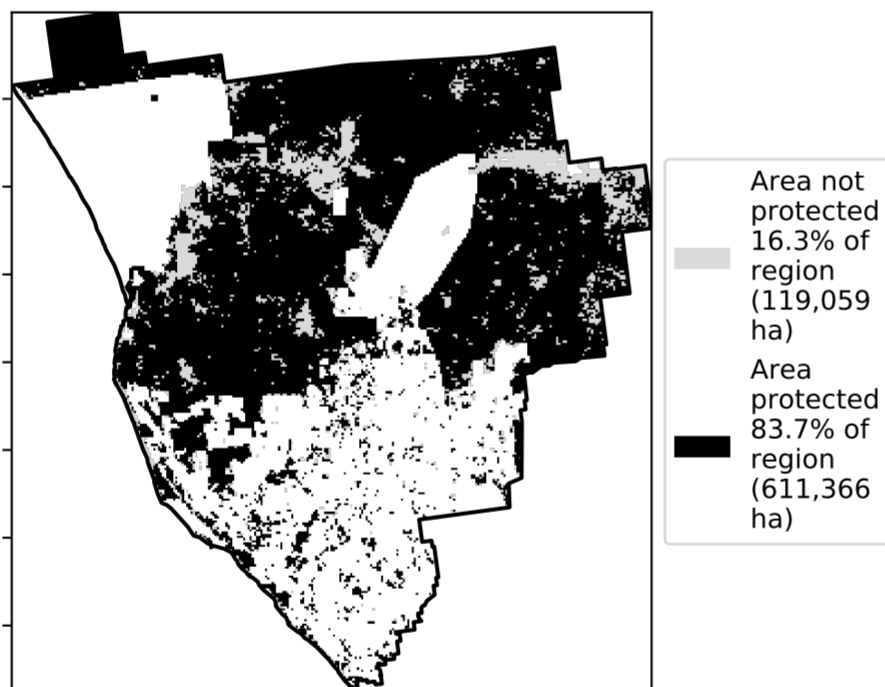 Area not
protected
16.3% of
region
(119,059
ha)
Area
protected
83.7% of
region
(611,366
ha)